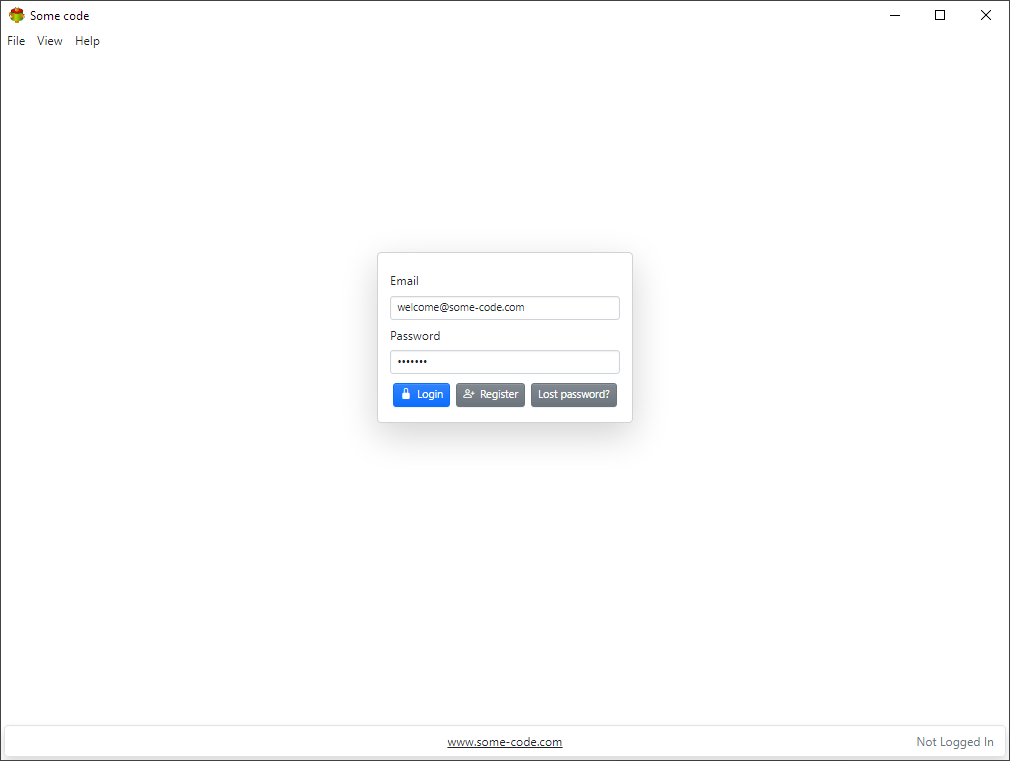 Some code
File View Help
Email
welcome@some-code.com
Password
•••••••
Login Register Lost password?
www.some-code.com Not Logged In